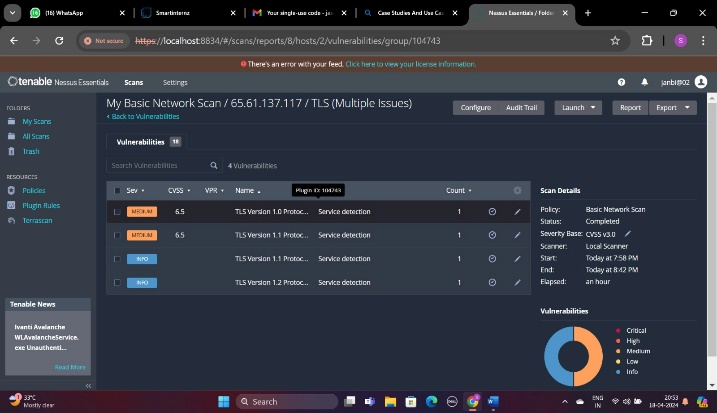 (16) WhatsApp
Smartinternz
Your single-use code - ja
Case Studies And Use Ca
Nessus Essentials / Folder
Not secure https://localhost:8834/#/scans/reports/8/hosts/2/vulnerabilities/group/104743
S
There's an error with your feed. Click here to view your license information.
tenable Nessus Essentials Scans Settings
janbi@02
FOLDERS
My Scans
All Scans
Trash
RESOURCES
Policies
Plugin Rules
Terrascan
Tenable News
Ivanti Avalanche
WLAvalancheService.
exe Unauthenti...
Read More
My Basic Network Scan / 65.61.137.117 / TLS (Multiple Issues)
Back to Vulnerabilities
Configure Audit Trail Launch Report Export
Vulnerabilities 18
Search Vulnerabilities 4 Vulnerabilities
Sev CVSS VPR Name Plugin ID: 104743 Count
MEDIUM 6.5 TLS Version 1.0 Protoc... Service detection 1
MEDIUM 6.5 TLS Version 1.1 Protoc... Service detection 1
INFO TLS Version 1.1 Protoc... Service detection 1
INFO TLS Version 1.2 Protoc... Service detection 1
Scan Details
Policy: Basic Network Scan
Status: Completed
Severity Base: CVSS v3.0
Scanner: Local Scanner
Start: Today at 7:58 PM
End: Today at 8:42 PM
Elapsed: an hour
Vulnerabilities
Critical
High
Medium
Low
Info
33°C
Mostly clear
Search
ENG
IN
20:53
18-04-2024